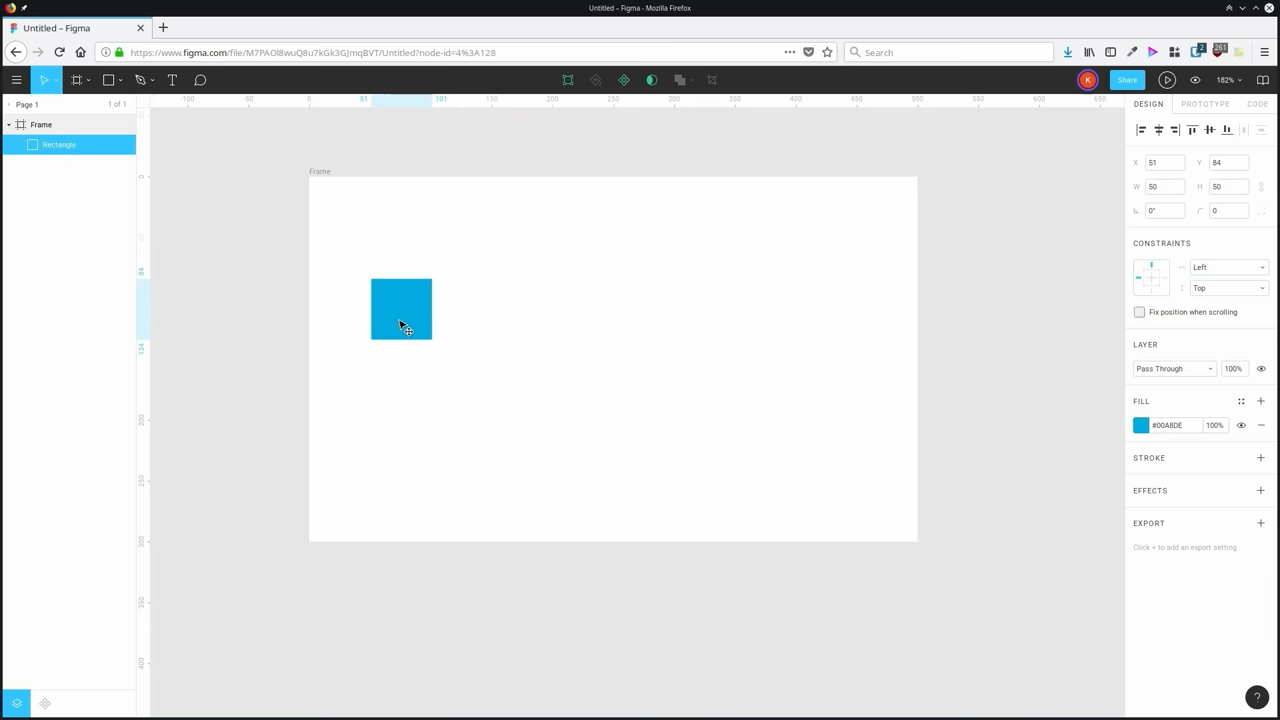 Untitled – Figma - Mozilla Firefox
Untitled – Figma
https://www.figma.com/file/M7PAOl8wuQ8u7kGk3GJmqBVT/Untitled?node-id=4%3A128
Search
2
261
K
Share
182%
Page 1
1 of 1
-100 -50 0 51 101 150 200 250 300 350 400 450 500 550 600 650
DESIGN
PROTOTYPE
CODE
Frame
Rectangle
Frame
X 51 Y 84
W 50 H 50
0° 0
CONSTRAINTS
Left
Top
Fix position when scrolling
LAYER
Pass Through 100%
FILL
#00A8DE 100%
STROKE
EFFECTS
EXPORT
Click + to add an export setting
0
84
134
200
250
300
350
400
?